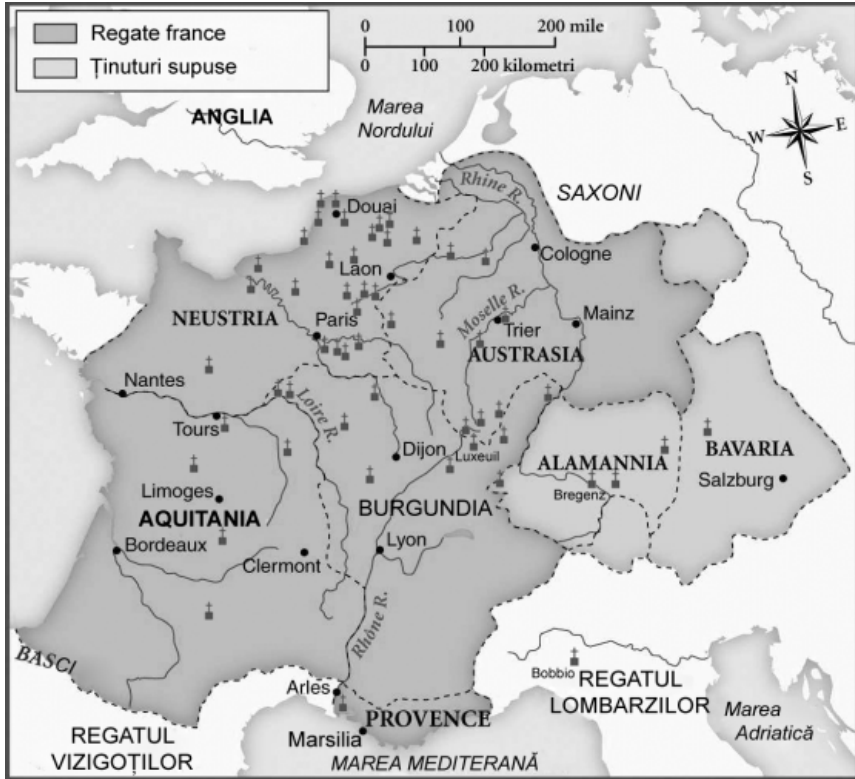 Regate france
Ținuturi supuse
0 100 200 mile
0 100 200 kilometri
N
W E
S
ANGLIA
Marea
Nordului
SAXONI
Rhine R.
Douai
Cologne
Laon
NEUSTRIA
Paris
Moselle R.
Trier
Mainz
AUSTRASIA
Nantes
Loire R.
Tours
Dijon
Luxeuil
ALAMANNIA
Bregenz
BAVARIA
Salzburg
Limoges
AQUITANIA
BURGUNDIA
Bordeaux
Clermont
Lyon
Rhône R.
BASCI
Arles
PROVENCE
Marsilia
Bobbio
REGATUL
LOMBARZILOR
Marea
Adriatică
REGATUL
VIZIGOȚILOR
MAREA MEDITERANĂ